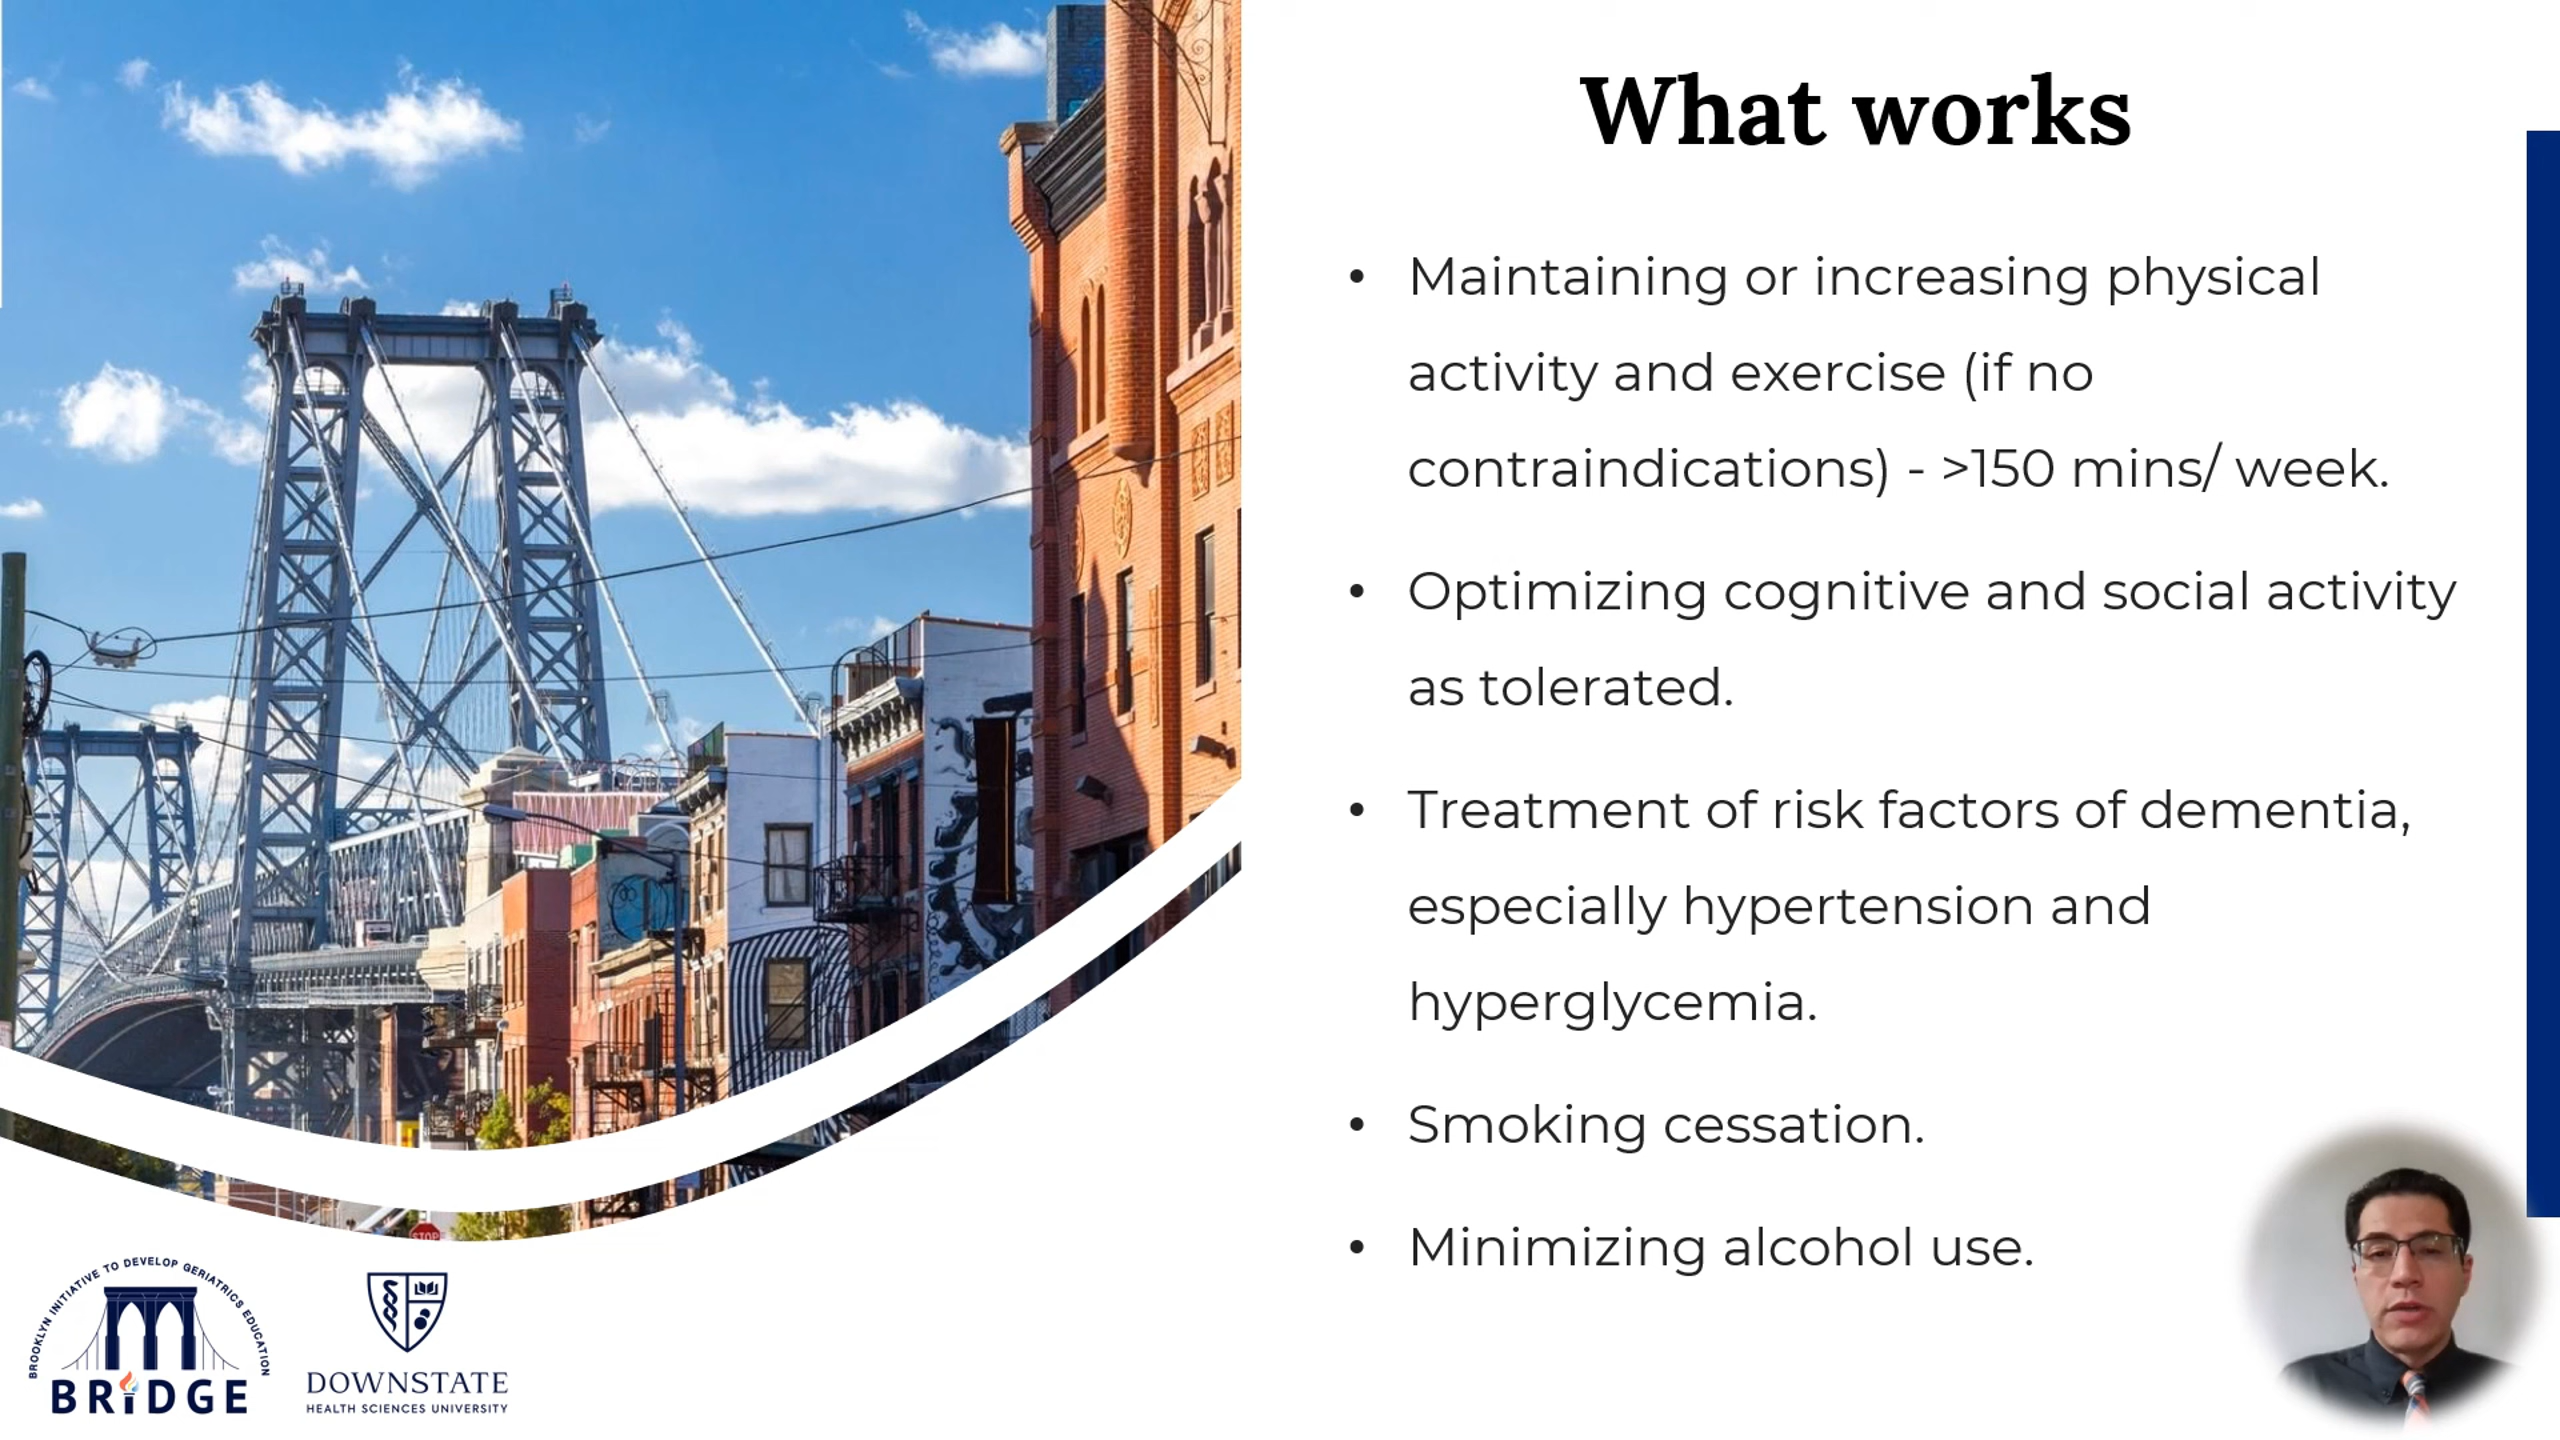 What works
• Maintaining or increasing physical
activity and exercise (if no
contraindications) - >150 mins/ week.
• Optimizing cognitive and social activity
as tolerated.
• Treatment of risk factors of dementia,
especially hypertension and
hyperglycemia.
• Smoking cessation.
• Minimizing alcohol use.
STOP
BROOKLYN INITIATIVE TO DEVELOP GERIATRICS EDUCATION
BRIDGE
DOWNSTATE
HEALTH SCIENCES UNIVERSITY